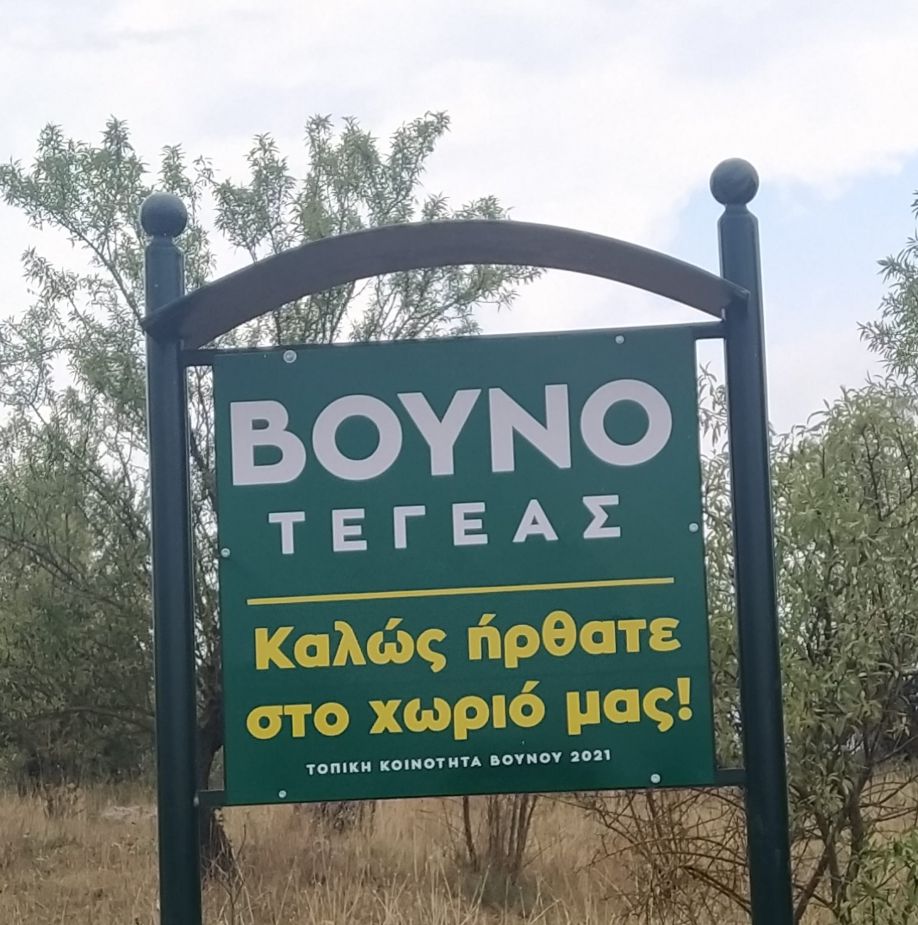 ΒΟΥΝΟ
ΤΕΓΕΑΣ
Καλώς ήρθατε
στο χωριό μας!
ΤΟΠΙΚΗ ΚΟΙΝΟΤΗΤΑ ΒΟΥΝΟΥ 2021